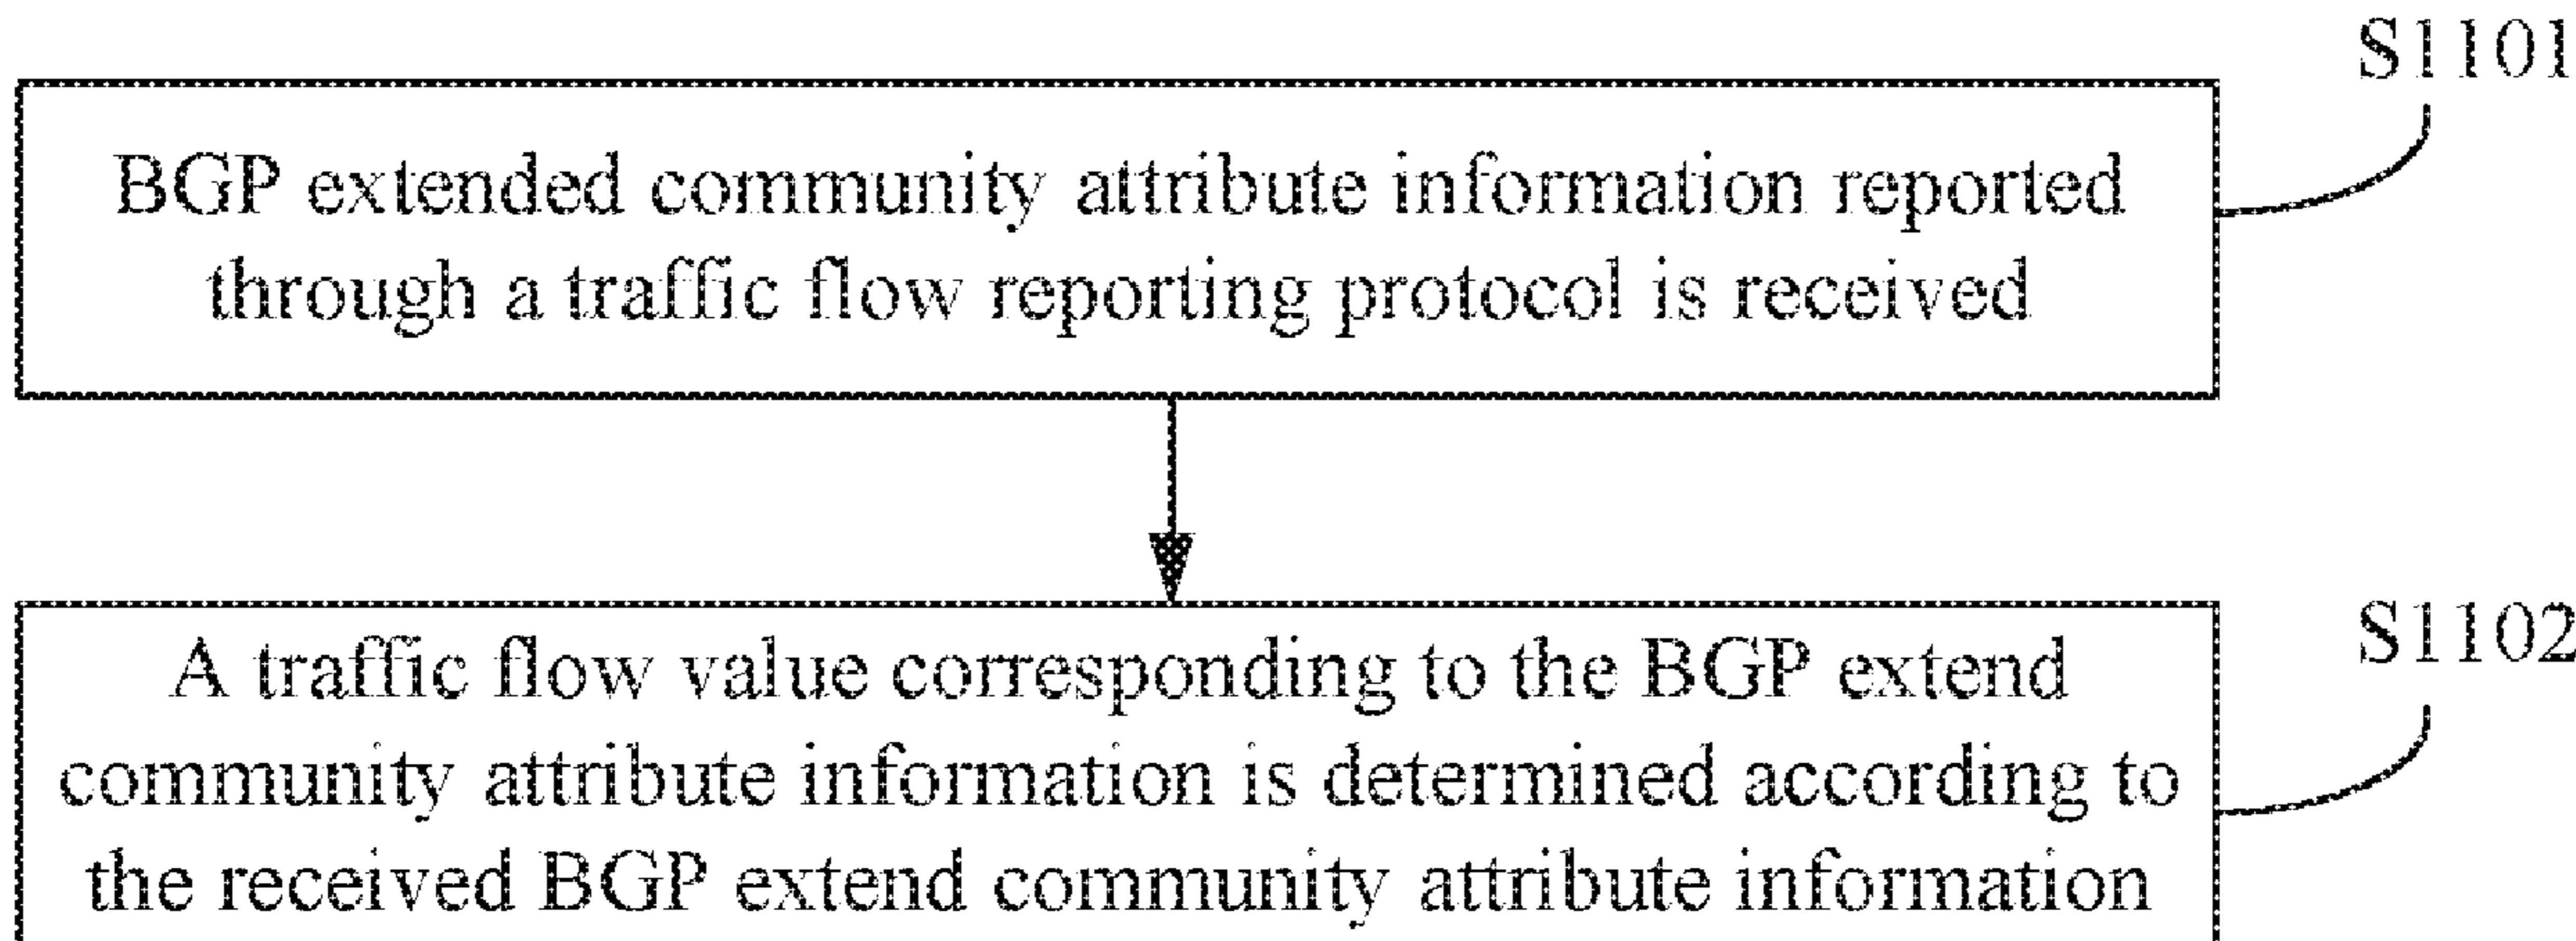 S1101
BGP extended community attribute information reported
through a traffic flow reporting protocol is received
S1102
A traffic flow value corresponding to the BGP extend
community attribute information is determined according to
the received BGP extend community attribute information